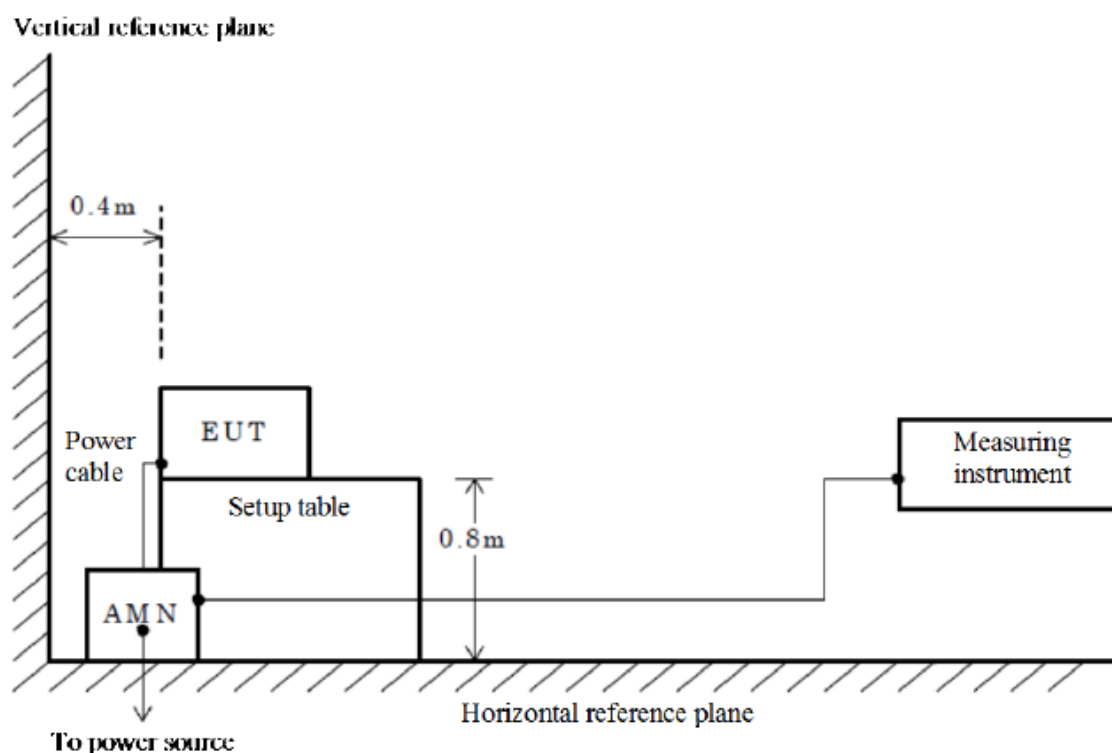 Vertical reference plane
0.4m
EUT
Power
cable
Measuring
instrument
Setup table
0.8m
AMN
Horizontal reference plane
To power source